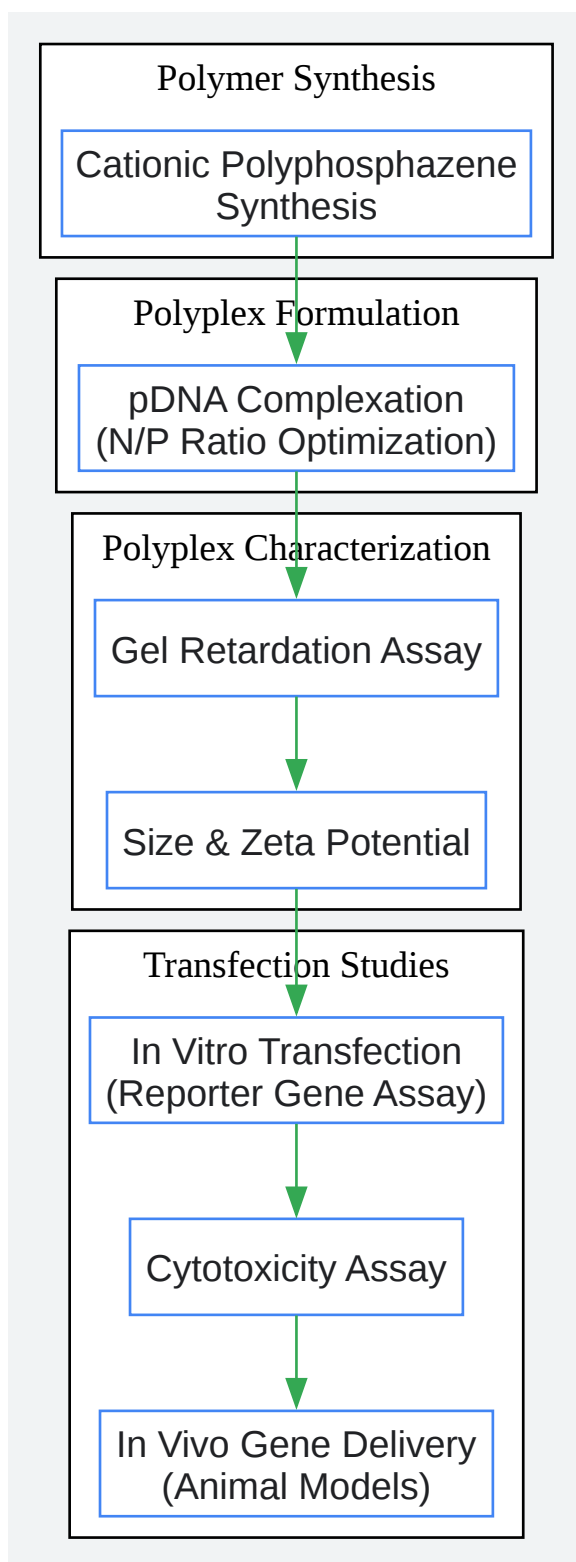 Polymer Synthesis
Cationic Polyphosphazene
Synthesis
Polyplex Formulation
pDNA Complexation
(N/P Ratio Optimization)
Polyplex Characterization
Gel Retardation Assay
Size & Zeta Potential
Transfection Studies
In Vitro Transfection
(Reporter Gene Assay)
Cytotoxicity Assay
In Vivo Gene Delivery
(Animal Models)